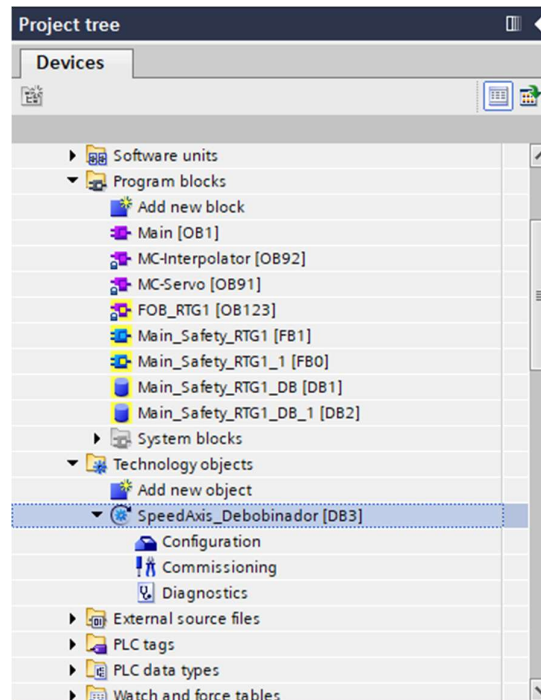 Project tree
Devices
Software units
Program blocks
Add new block
Main [OB1]
MC-Interpolator [OB92]
MC-Servo [OB91]
FOB_RTG1 [OB123]
Main_Safety_RTG1 [FB1]
Main_Safety_RTG1_1 [FB0]
Main_Safety_RTG1_DB [DB1]
Main_Safety_RTG1_DB_1 [DB2]
System blocks
Technology objects
Add new object
SpeedAxis_Debobinador [DB3]
Configuration
Commissioning
Diagnostics
External source files
PLC tags
PLC data types
Watch and force tables